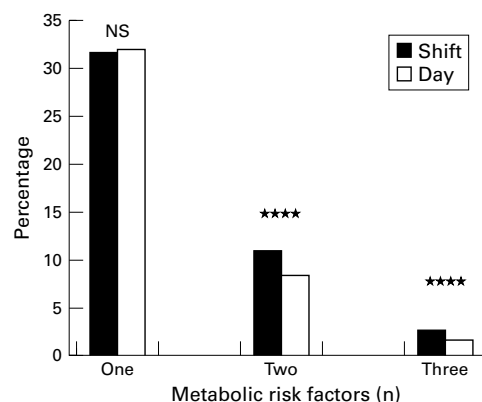 35
30
25
20
15
10
5
0
Percentage
NS
★★★★
★★★★
Shift
Day
One
Two
Three
Metabolic risk factors (n)